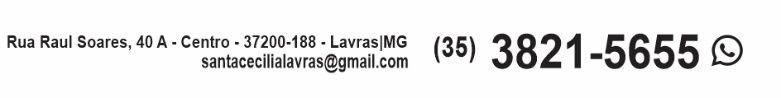 Rua Raul Soares, 40 A - Centro - 37200-188 - Lavras|MG
santacecilialavras@gmail.com
(35) 3821-5655